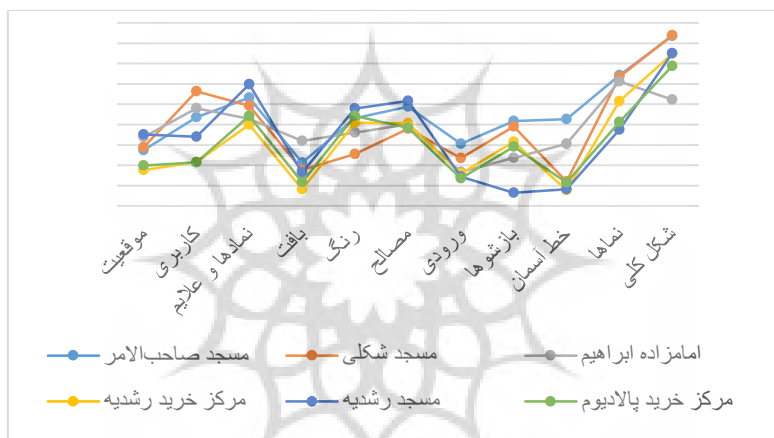 موقعیت
کاربری
نمادها و علایم
بافت
رنگ
مصالح
ورودی
بازشوها
خط آسمان
نماها
شکل کلی
مسجد صاحب‌الامر
مسجد شکلی
امامزاده ابراهیم
مرکز خرید رشدیه
مسجد رشدیه
مرکز خرید پالادیوم